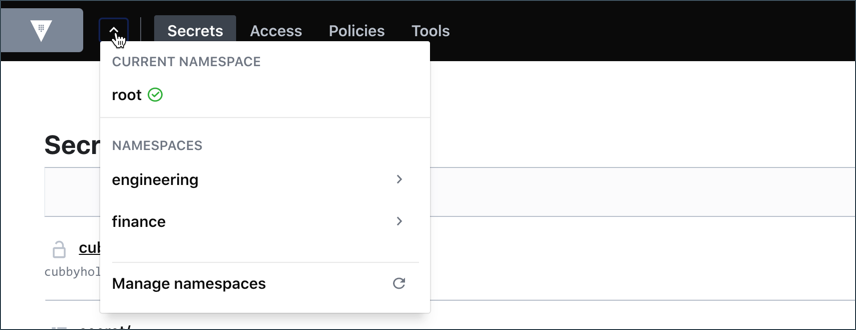 Secrets Access Policies Tools
CURRENT NAMESPACE
root
NAMESPACES
engineering
finance
Manage namespaces
Secr
cub
cubbyhol
secret/